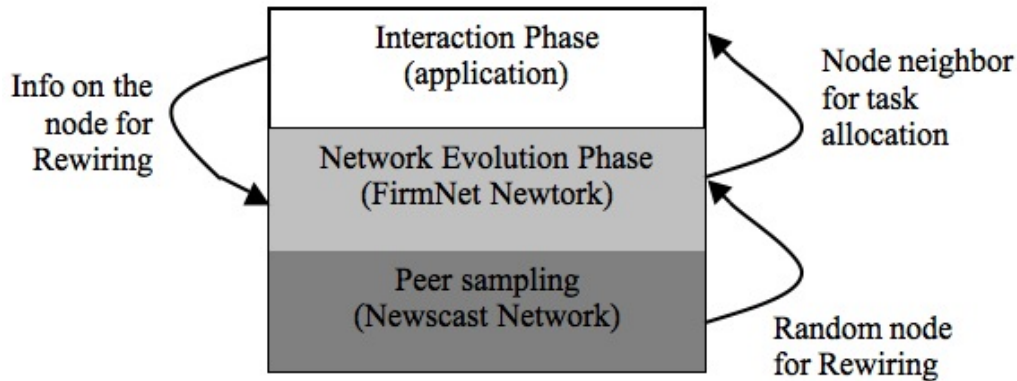 Interaction Phase
(application)
Info on the
node for
Rewiring
Node neighbor
for task
allocation
Network Evolution Phase
(FirmNet Newtork)
Peer sampling
(Newscast Network)
Random node
for Rewiring